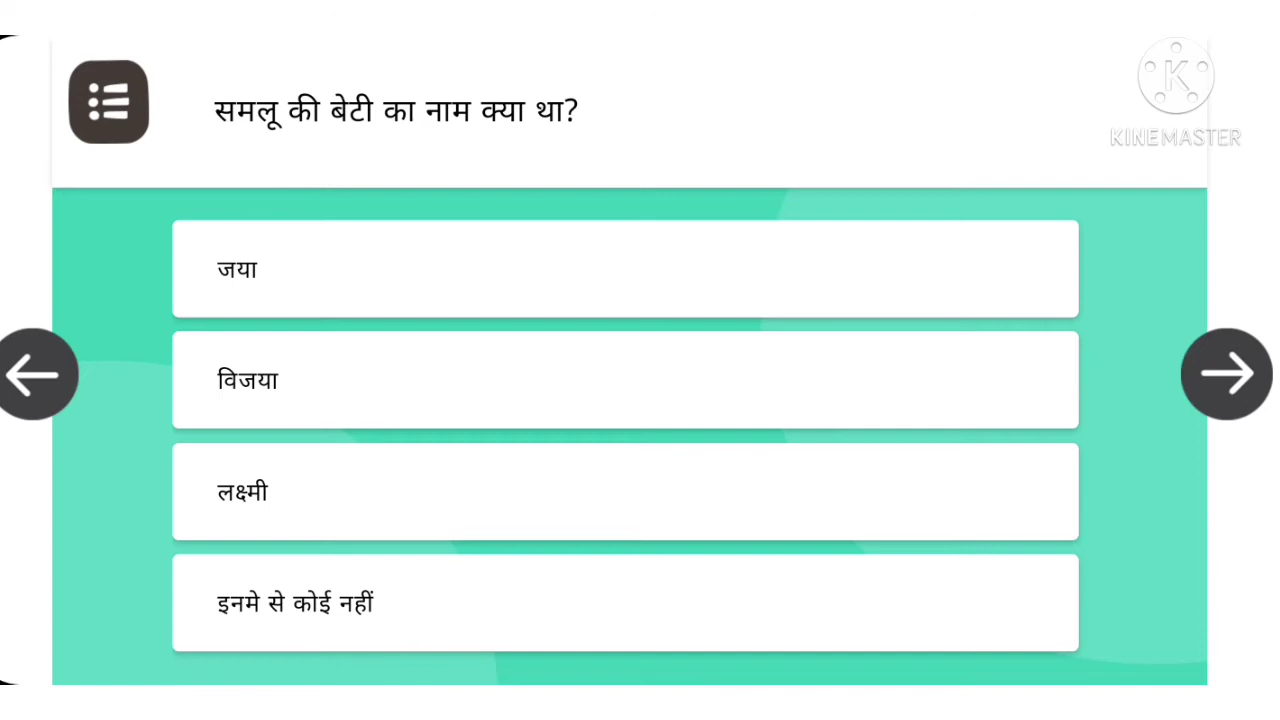 समलू की बेटी का नाम क्या था?
KINEMASTER
जया
विजया
लक्ष्मी
इनमे से कोई नहीं